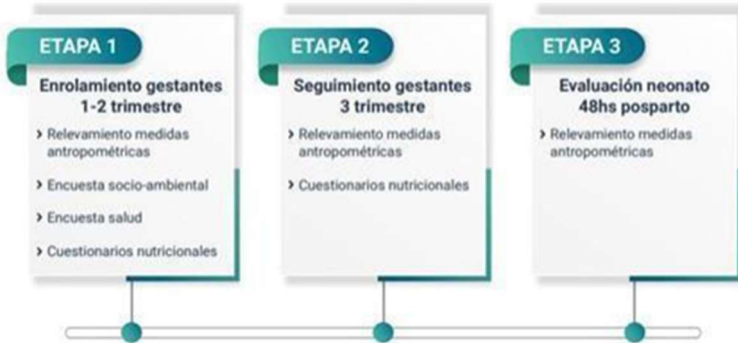 ETAPA 1
Enrolamiento gestantes
1-2 trimestre
› Relevamiento medidas
antropométricas
› Encuesta socio-ambiental
› Encuesta salud
› Cuestionarios nutricionales
ETAPA 2
Seguimiento gestantes
3 trimestre
› Relevamiento medidas
antropométricas
› Cuestionarios nutricionales
ETAPA 3
Evaluación neonato
48hs posparto
› Relevamiento medidas
antropométricas